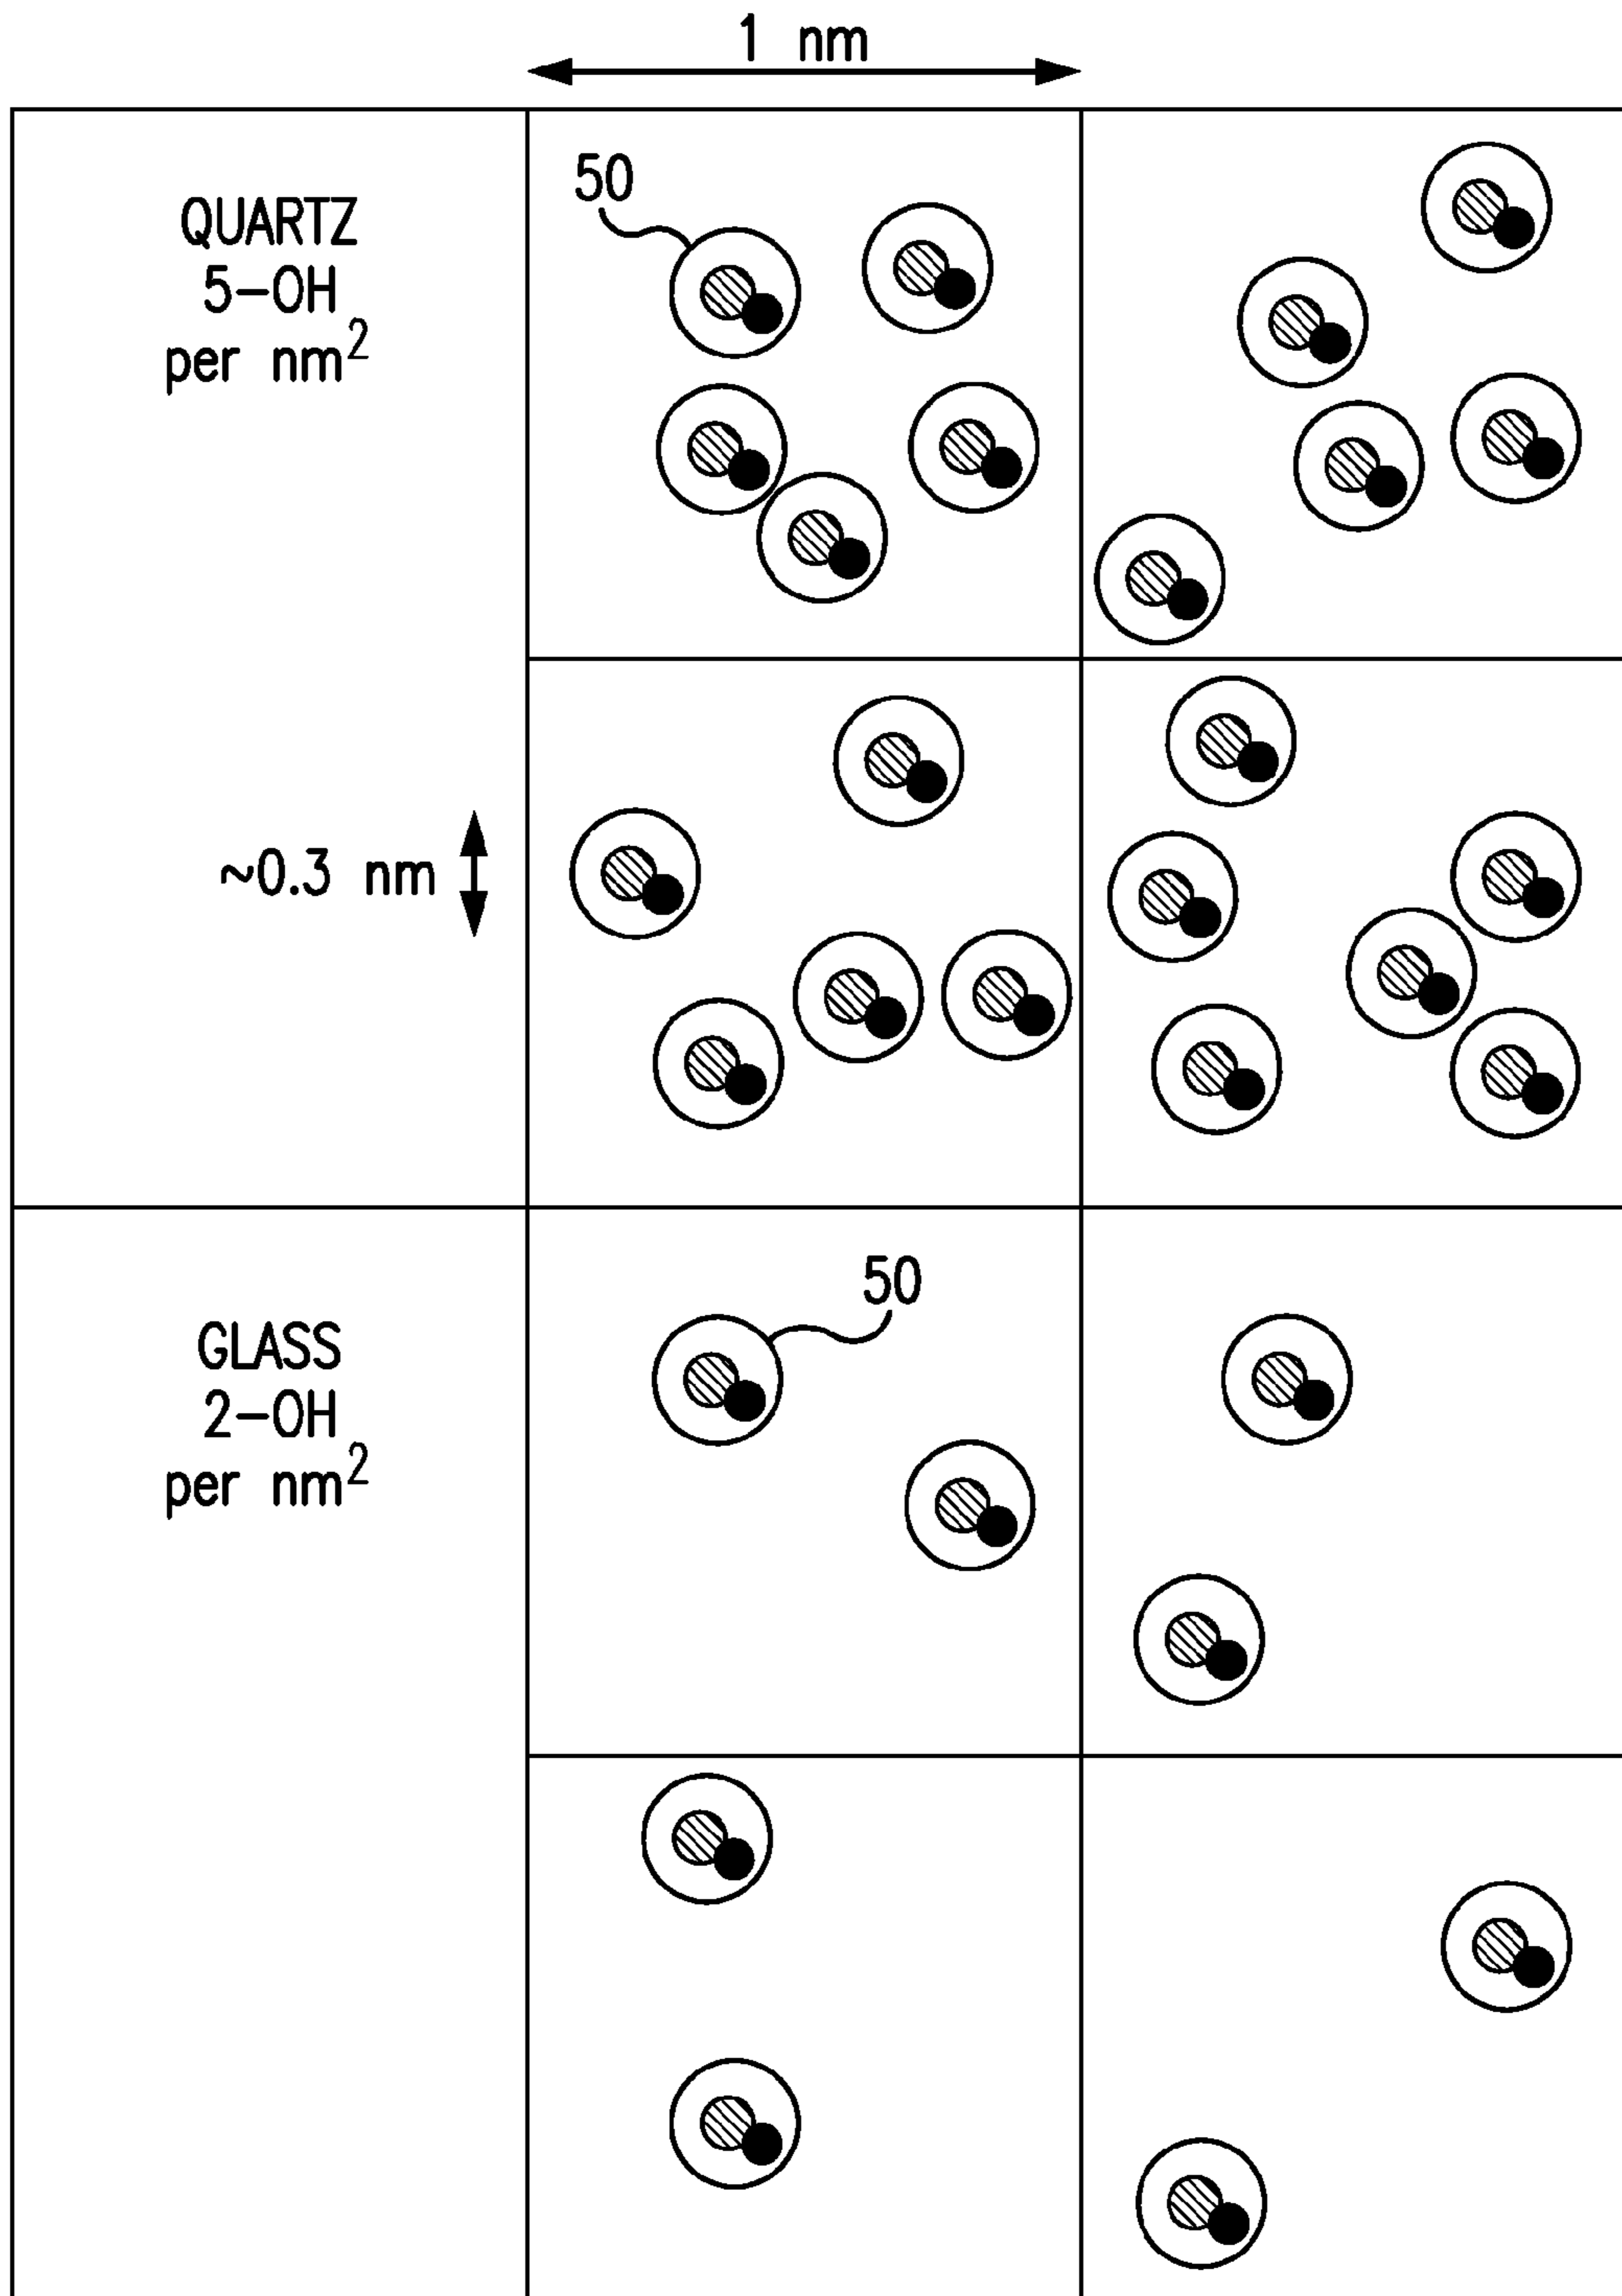 1 nm
50
QUARTZ
5-OH
per nm²
~0.3 nm
50
GLASS
2-OH
per nm²